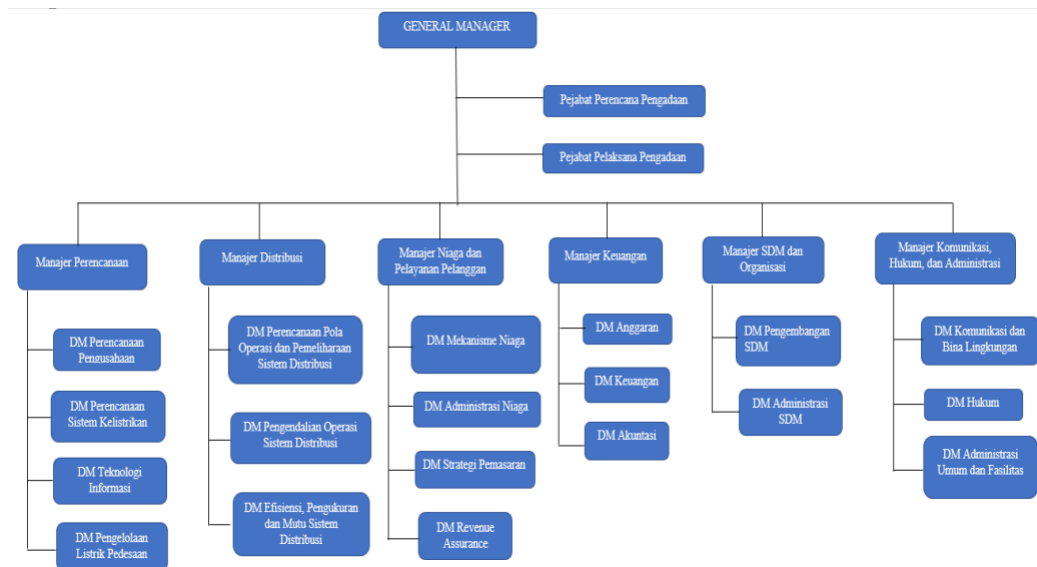 GENERAL MANAGER
Pejabat Perencana Pengadaan
Pejabat Pelaksana Pengadaan
Manajer Perencanaan
DM Perencanaan
Pengusahaan
DM Perencanaan
Sistem Kelistrikan
DM Teknologi
Informasi
DM Pengelolaan
Listrik Pedesaan
Manajer Distribusi
DM Perencanaan Pola
Operasi dan Pemeliharaan
Sistem Distribusi
DM Pengendalian Operasi
Sistem Distribusi
DM Efisiensi, Pengukuran
dan Mutu Sistem
Distribusi
Manajer Niaga dan
Pelayanan Pelanggan
DM Mekanisme Niaga
DM Administrasi Niaga
DM Strategi Pemasaran
DM Revenue
Assurance
Manajer Keuangan
DM Anggaran
DM Keuangan
DM Akuntasi
Manajer SDM dan
Organisasi
DM Pengembangan
SDM
DM Administrasi
SDM
Manajer Komunikasi,
Hukum, dan Administrasi
DM Komunikasi dan
Bina Lingkungan
DM Hukum
DM Administrasi
Umum dan Fasilitas